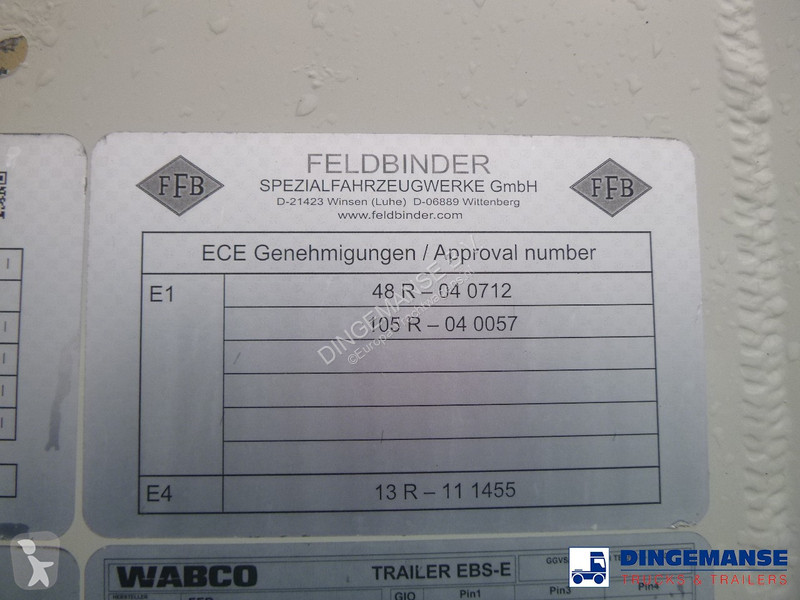 FFB
FELDBINDER
SPEZIALFAHRZEUGWERKE GmbH
D-21423 Winsen (Luhe) D-06889 Wittenberg
www.feldbinder.com
FFB
ECE Genehmigungen / Approval number
E1
48 R – 04 0712
105 R – 04 0057
E4
13 R – 11 1455
DINGEMANSE B.V.
WABCO
TRAILER EBS-E
HERSTELLER
GIO
Pin1
Pin3
Pin4
DINGEMANSE
TRUCKS & TRAILERS